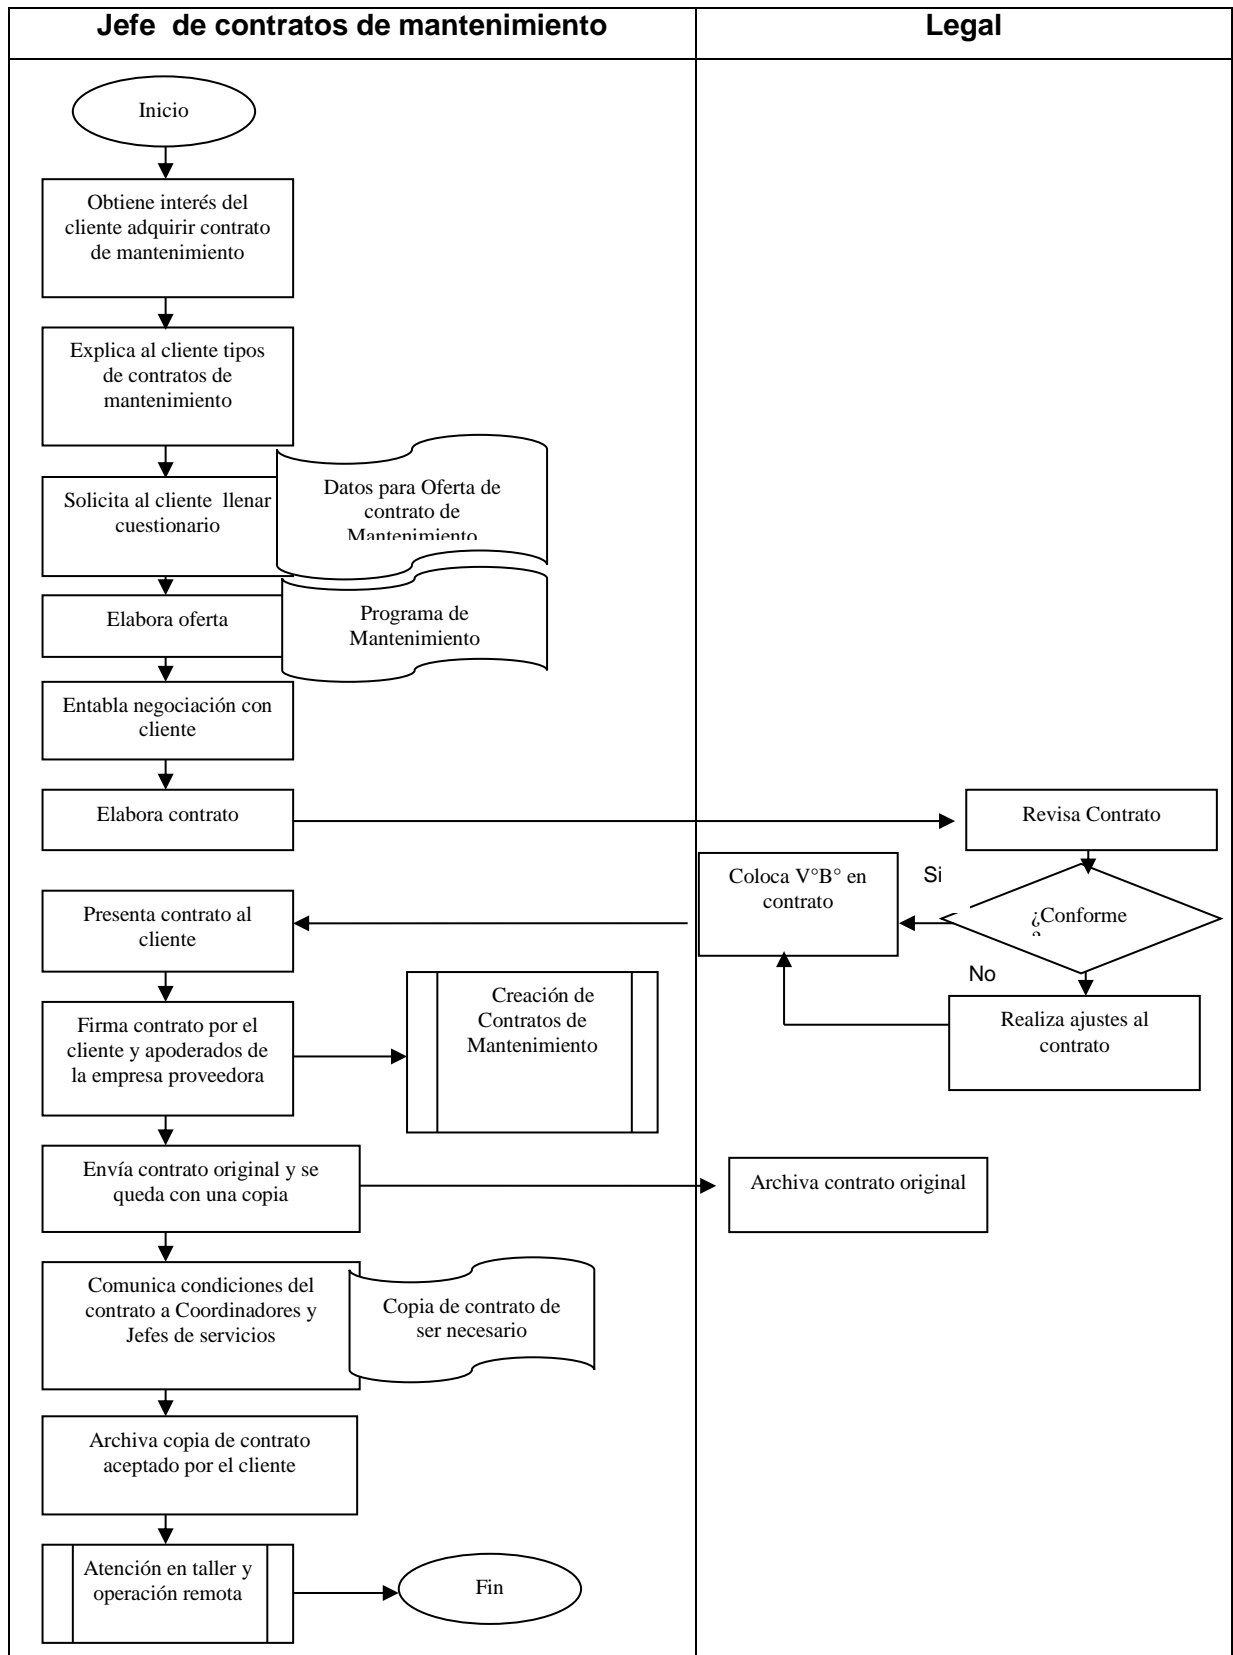 Jefe  de contratos de mantenimiento
Legal
Inicio
Obtiene interés del
cliente adquirir contrato
de mantenimiento
Explica al cliente tipos
de contratos de
mantenimiento
Solicita al cliente  llenar
cuestionario
Datos para Oferta de
contrato de
Mantenimiento
Elabora oferta
Programa de
Mantenimiento
Entabla negociación con
cliente
Elabora contrato
Revisa Contrato
¿Conforme
?
Si
No
Coloca V°B° en
contrato
Realiza ajustes al
contrato
Presenta contrato al
cliente
Firma contrato por el
cliente y apoderados de
la empresa proveedora
Creación de
Contratos de
Mantenimiento
Envía contrato original y se
queda con una copia
Archiva contrato original
Comunica condiciones del
contrato a Coordinadores y
Jefes de servicios
Copia de contrato de
ser necesario
Archiva copia de contrato
aceptado por el cliente
Atención en taller y
operación remota
Fin